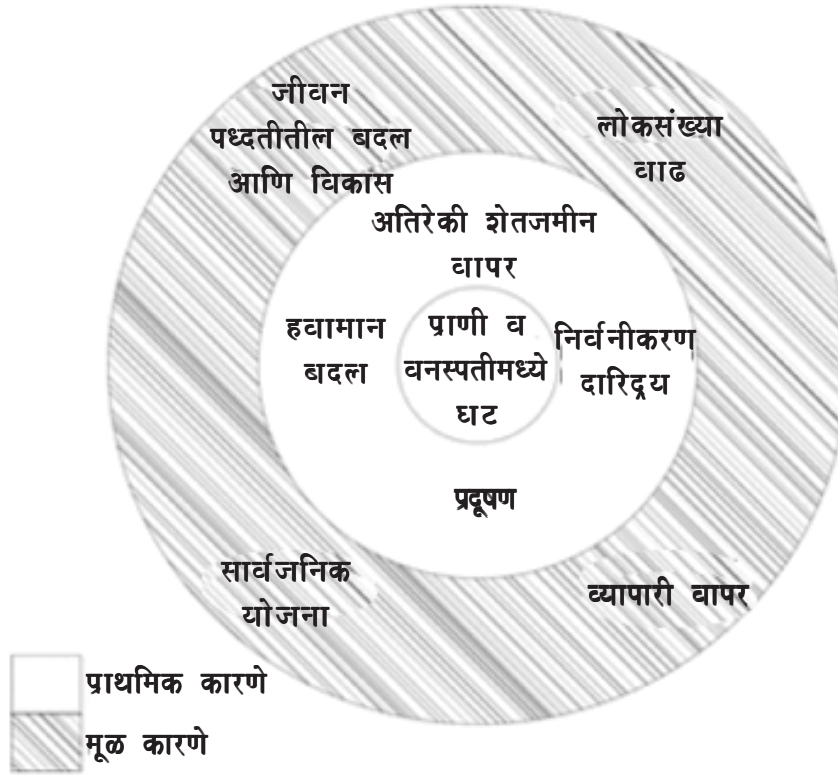 जीवन
पध्दतीतील बदल
आणि विकास
लोकसंख्या
वाढ
अतिरेकी शेतजमीन
वापर
हवामान
बदल
प्राणी व
वनस्पतीमध्ये
घट
निर्वनीकरण
दारिद्रय
प्रदूषण
सार्वजनिक
योजना
व्यापारी वापर
प्राथमिक कारणे
मूळ कारणे